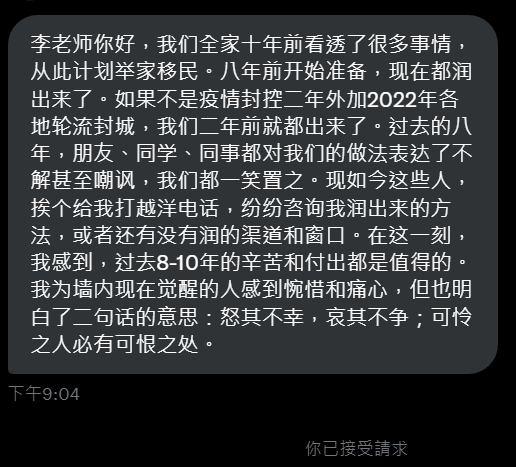 李老师你好，我们全家十年前看透了很多事情，
从此计划举家移民。八年前开始准备，现在都润
出来了。如果不是疫情封控二年外加2022年各
地轮流封城，我们二年前就都出来了。过去的八
年，朋友、同学、同事都对我们的做法表达了不
解甚至嘲讽，我们都一笑置之。现如今这些人，
挨个给我打越洋电话，纷纷咨询我润出来的方
法，或者还有没有润的渠道和窗口。在这一刻，
我感到，过去8-10年的辛苦和付出都是值得的。
我为墙内现在觉醒的人感到惋惜和痛心，但也明
白了二句话的意思：怒其不幸，哀其不争；可怜
之人必有可恨之处。
下午9:04
你已接受請求